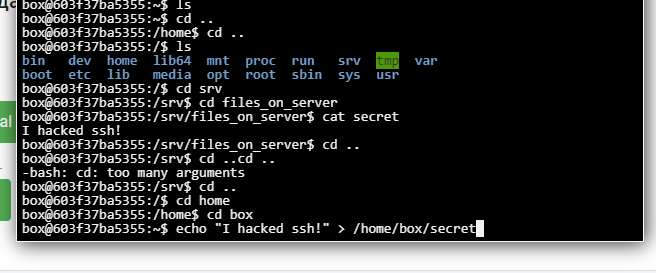 да
box@603f37ba5355:~$ ls
box@603f37ba5355:~$ cd ..
box@603f37ba5355:/home$ cd ..
box@603f37ba5355:/$ ls
bin dev home lib64 mnt proc run srv tmp var
boot etc lib media opt root sbin sys usr
box@603f37ba5355:/$ cd srv
box@603f37ba5355:/srv$ cd files_on_server
box@603f37ba5355:/srv/files_on_server$ cat secret
al
I hacked ssh!
box@603f37ba5355:/srv/files_on_server$ cd ..
box@603f37ba5355:/srv$ cd ..cd ..
-bash: cd: too many arguments
box@603f37ba5355:/srv$ cd ..
box@603f37ba5355:/$ cd home
box@603f37ba5355:/home$ cd box
box@603f37ba5355:~$ echo "I hacked ssh!" > /home/box/secret